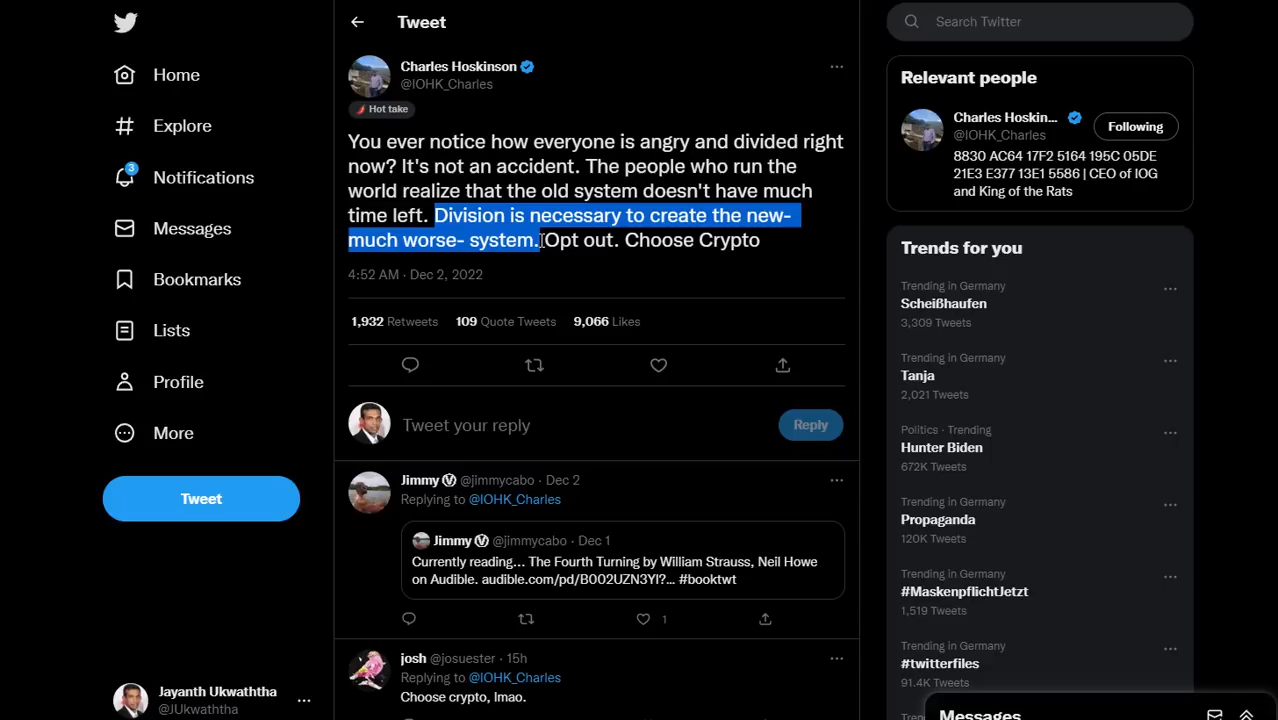 Home
Explore
3
Notifications
Messages
Bookmarks
Lists
Profile
More
Tweet
Jayanth Ukwaththa
@JUkwaththa
Tweet
Charles Hoskinson
@IOHK_Charles
Hot take
You ever notice how everyone is angry and divided right
now? It's not an accident. The people who run the
world realize that the old system doesn't have much
time left. Division is necessary to create the new-
much worse- system. Opt out. Choose Crypto
4:52 AM · Dec 2, 2022
1,932 Retweets 109 Quote Tweets 9,066 Likes
Tweet your reply
Reply
Jimmy Ⓥ @jimmycabo · Dec 2
Replying to @IOHK_Charles
Jimmy Ⓥ @jimmycabo · Dec 1
Currently reading... The Fourth Turning by William Strauss, Neil Howe
on Audible. audible.com/pd/B002UZN3YI?... #booktwt
1
josh @josuester · 15h
Replying to @IOHK_Charles
Choose crypto, lmao.
Search Twitter
Relevant people
Charles Hoskin...
@IOHK_Charles
Following
8830 AC64 17F2 5164 195C 05DE
21E3 E377 13E1 5586 | CEO of IOG
and King of the Rats
Trends for you
Trending in Germany
Scheißhaufen
3,309 Tweets
Trending in Germany
Tanja
2,021 Tweets
Politics · Trending
Hunter Biden
672K Tweets
Trending in Germany
Propaganda
120K Tweets
Trending in Germany
#MaskenpflichtJetzt
1,519 Tweets
Trending in Germany
#twitterfiles
91.4K Tweets
Messages